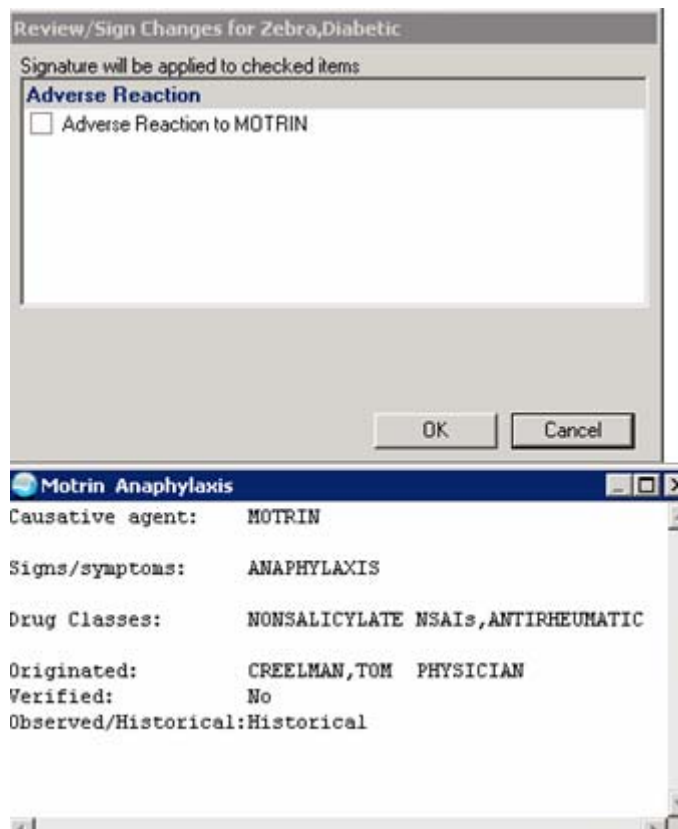 Review/Sign Changes for Zebra,Diabetic
Signature will be applied to checked items
Adverse Reaction
Adverse Reaction to MOTRIN
OK Cancel
Motrin Anaphylaxis
Causative agent: MOTRIN
Signs/symptoms: ANAPHYLAXIS
Drug Classes: NONSALICYLATE NSAIs,ANTIRHEUMATIC
Originated: CREELMAN,TOM PHYSICIAN
Verified: No
Observed/Historical:Historical